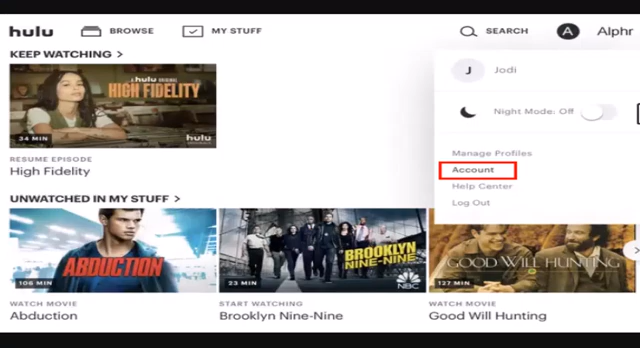 hulu BROWSE MY STUFF SEARCH A Alphr
KEEP WATCHING >
a hulu ORIGINAL
HIGH FIDELITY
hulu
34 MIN
RESUME EPISODE
High Fidelity
J Jodi
Night Mode: Off
Manage Profiles
Account
Help Center
Log Out
UNWATCHED IN MY STUFF >
ABDUCTION
106 MIN
WATCH MOVIE
Abduction
BROOKLYN
NINE-NINE
NBC
23 MIN
START WATCHING
Brooklyn Nine-Nine
GOOD WILL HUNTING
127 MIN
WATCH MOVIE
Good Will Hunting